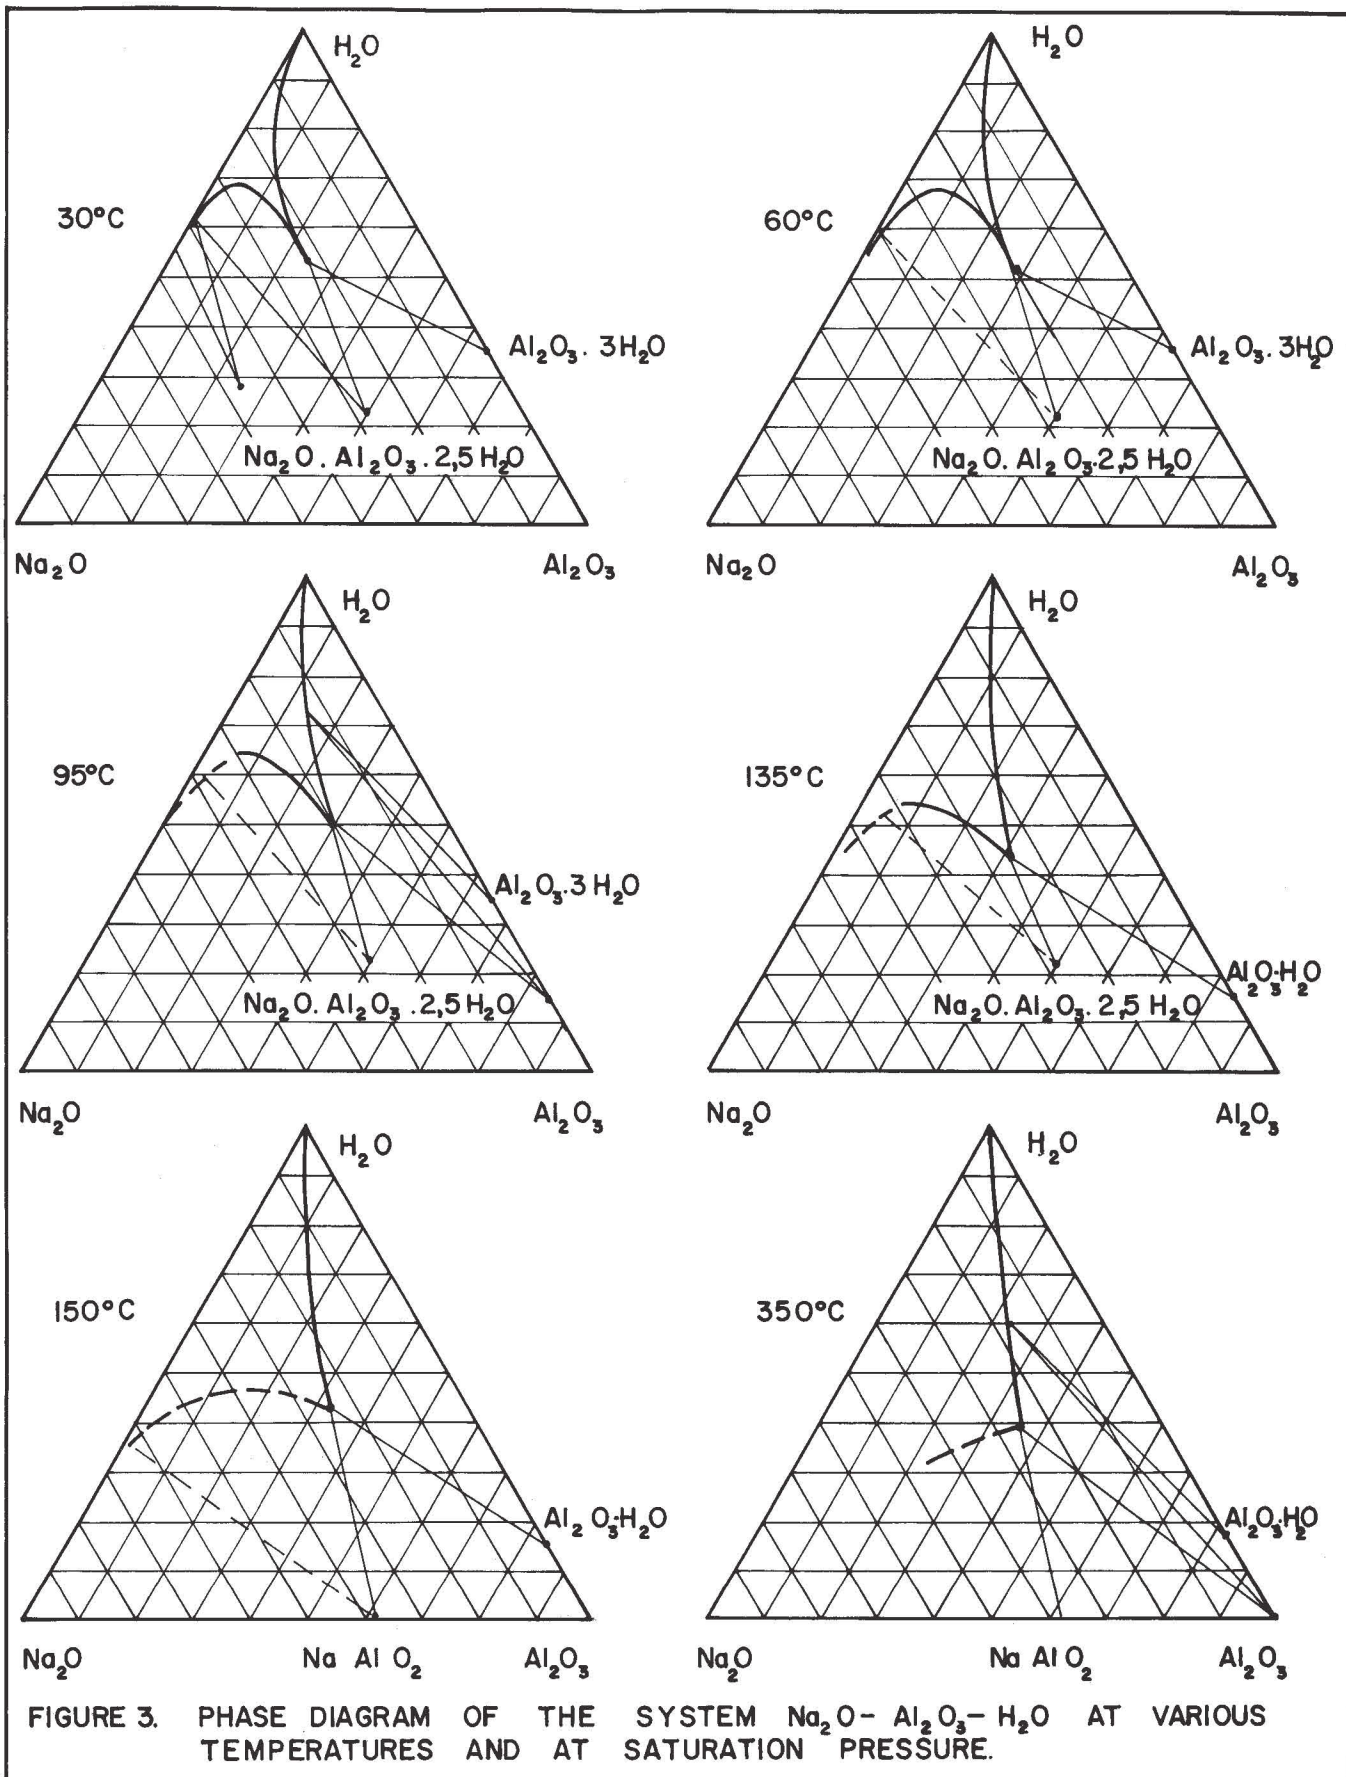 H₂O
30°C
Al₂O₃. 3H₂O
Na₂O. Al₂O₃. 2,5 H₂O
Na₂O Al₂O₃
H₂O
60°C
Al₂O₃. 3H₂O
Na₂O. Al₂O₃. 2,5 H₂O
Na₂O Al₂O₃
H₂O
95°C
Al₂O₃. 3 H₂O
Na₂O. Al₂O₃. 2,5 H₂O
Na₂O Al₂O₃
H₂O
135°C
Al₂O₃. H₂O
Na₂O. Al₂O₃. 2,5 H₂O
Na₂O Al₂O₃
H₂O
150°C
Al₂O₃. H₂O
Na₂O Na Al O₂ Al₂O₃
H₂O
350°C
Al₂O₃. H₂O
Na₂O Na Al O₂ Al₂O₃
FIGURE 3. PHASE DIAGRAM OF THE SYSTEM Na₂O- Al₂O₃- H₂O AT VARIOUS
TEMPERATURES AND AT SATURATION PRESSURE.